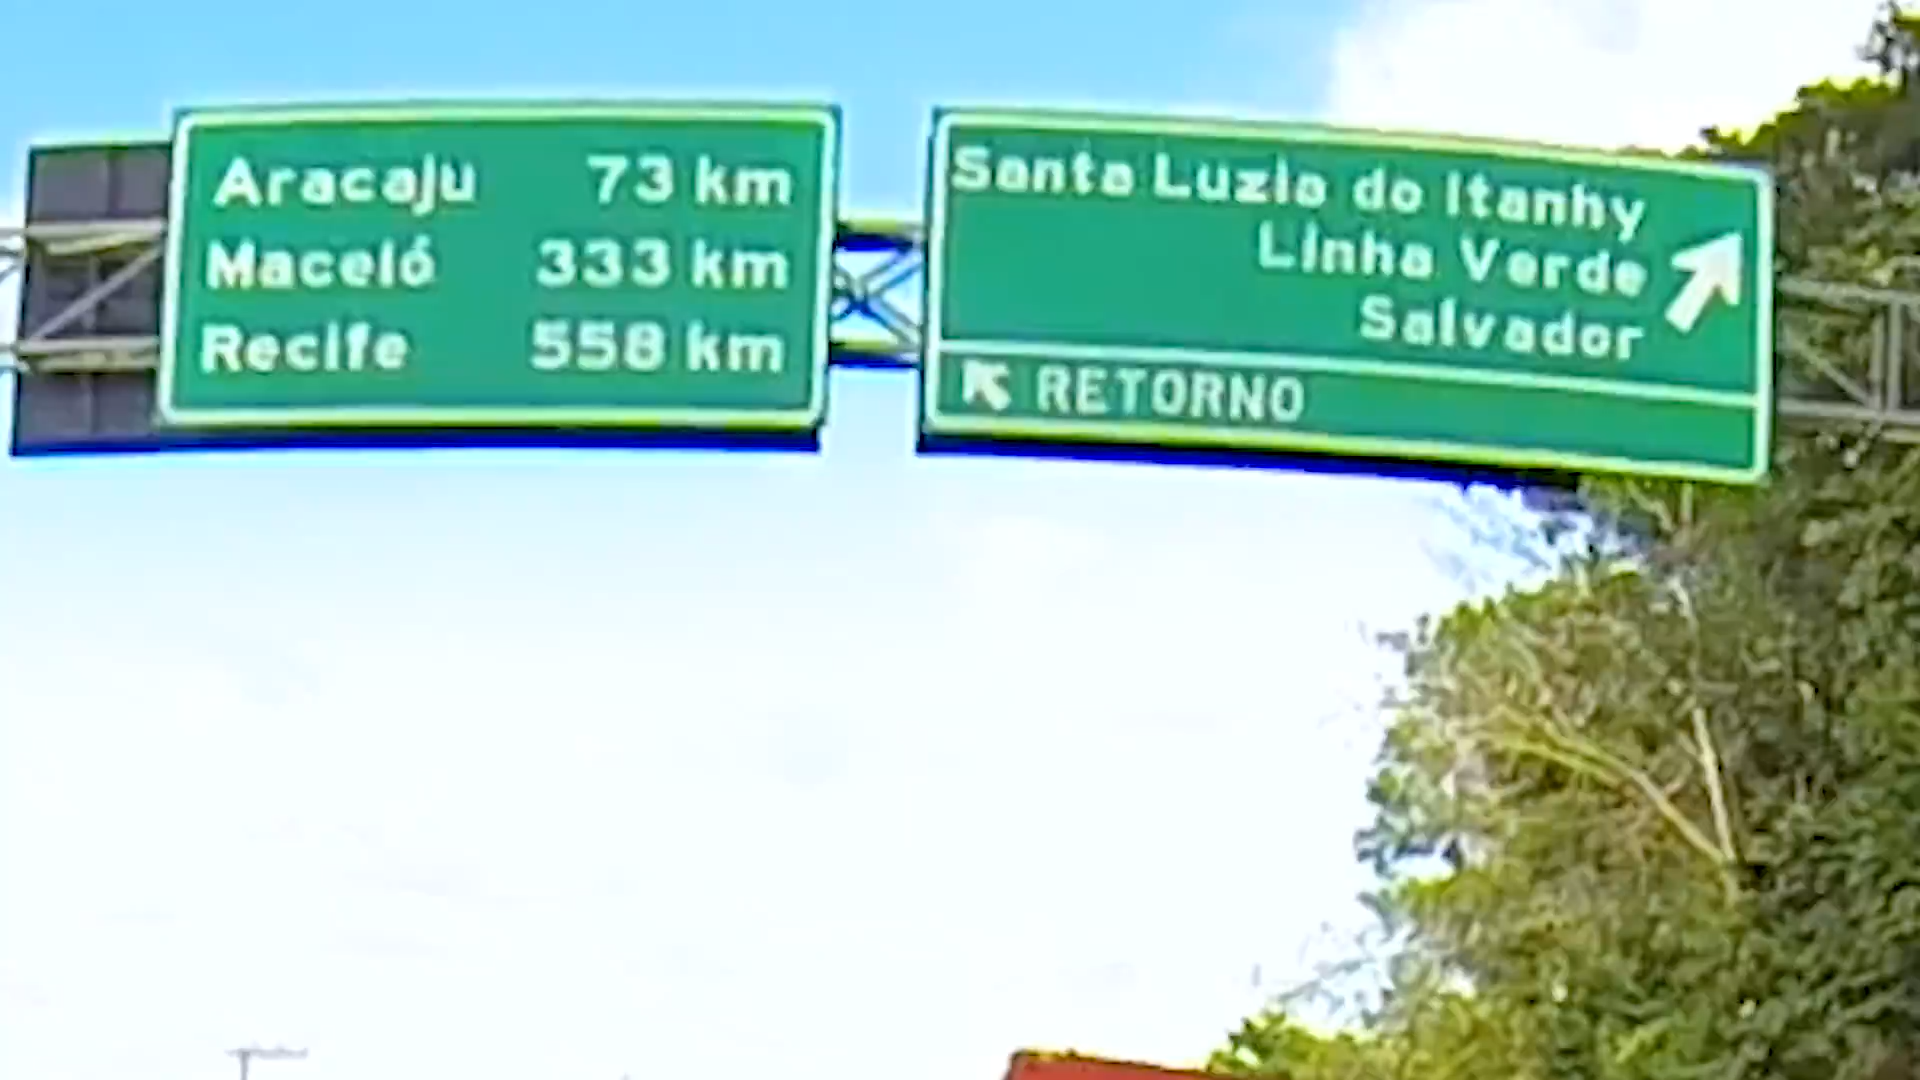 Aracaju 73 km
Maceió 333 km
Recife 558 km
Santa Luzia do Itanhy
Linha Verde
Salvador
RETORNO